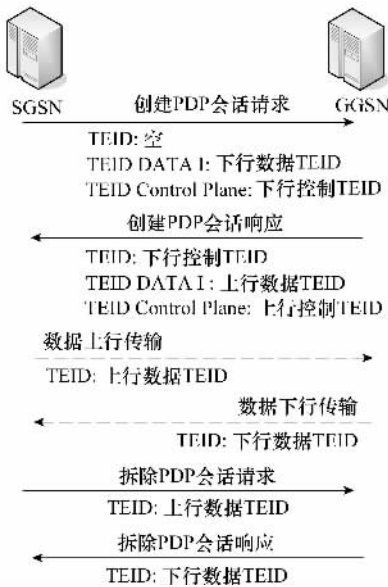 SGSN
GGSN
创建PDP会话请求
TEID: 空
TEID DATA I: 下行数据TEID
TEID Control Plane: 下行控制TEID
创建PDP会话响应
TEID: 下行控制TEID
TEID DATA I: 上行数据TEID
TEID Control Plane: 上行控制TEID
数据上行传输
TEID: 上行数据TEID
数据下行传输
TEID: 下行数据TEID
拆除PDP会话请求
TEID: 上行数据TEID
拆除PDP会话响应
TEID: 下行数据TEID